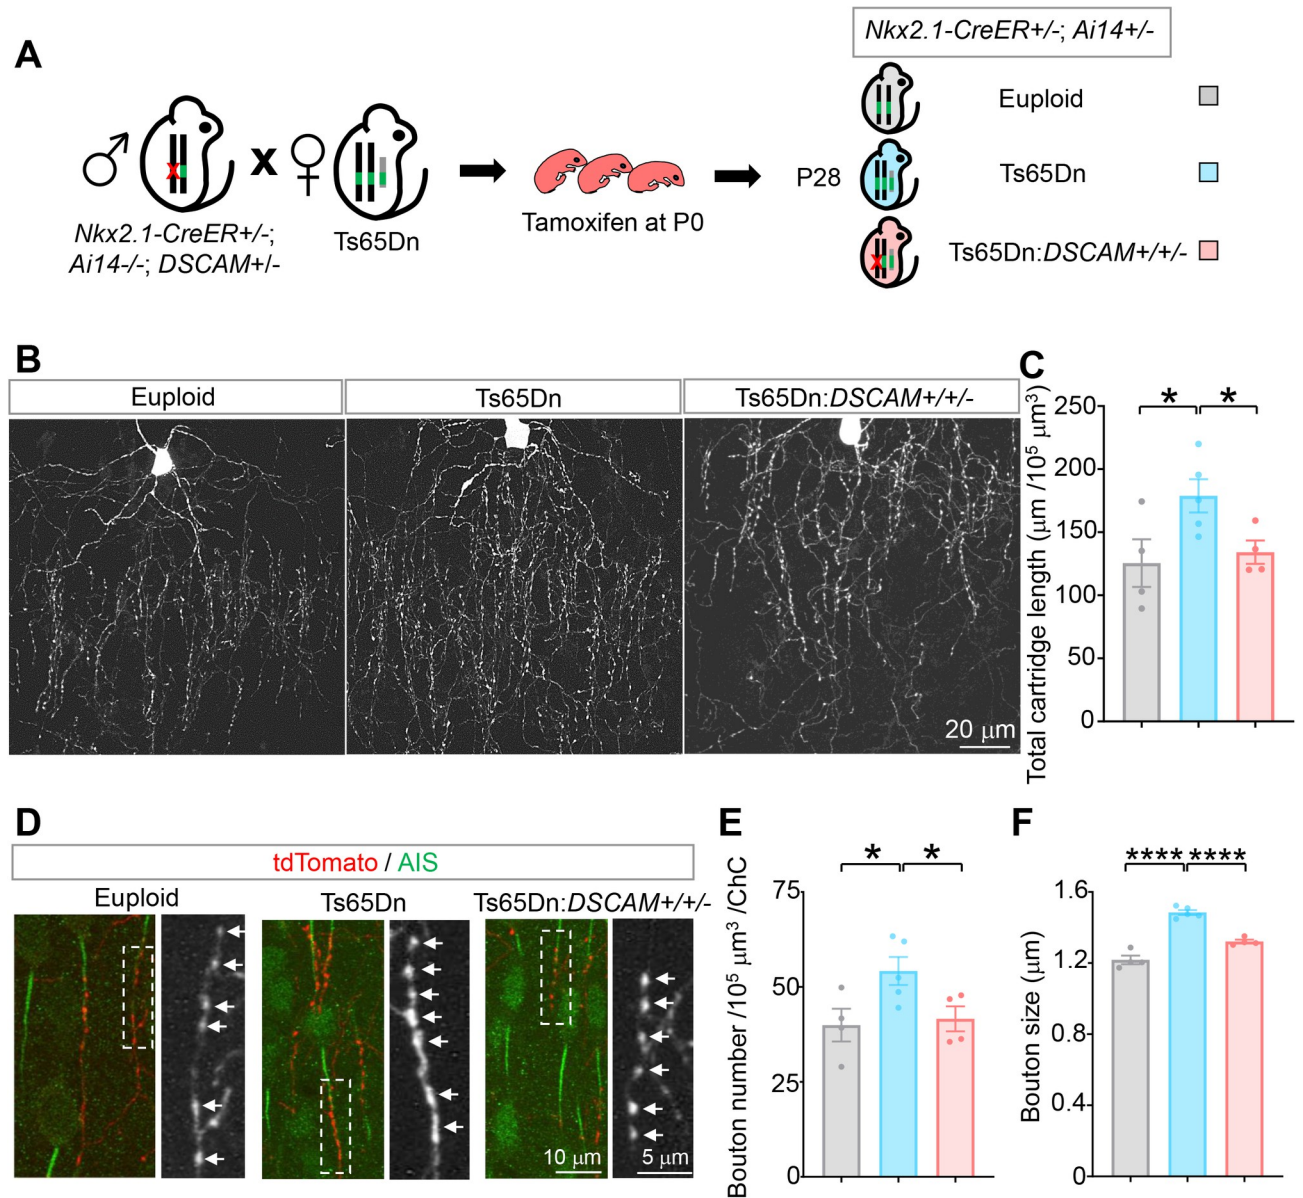 A
Nkx2.1-CreER+/-; Ai14+/-
Euploid
x
Ts65Dn
P28
Ts65Dn
Tamoxifen at P0
Nkx2.1-CreER+/-;
Ai14-/-; DSCAM+/-
Ts65Dn:DSCAM+/+/-
B
Euploid
Ts65Dn
Ts65Dn:DSCAM+/+/-
20 μm
C
Total cartridge length (μm /10⁵ μm³)
250
200
150
100
50
0
* *
D
tdTomato / AIS
Euploid
Ts65Dn
Ts65Dn:DSCAM+/+/-
10 μm
5 μm
E
Bouton number /10⁵ μm³ /ChC
75
50
25
0
* *
F
Bouton size (μm)
1.6
1.2
0.8
0.4
0
**** ****